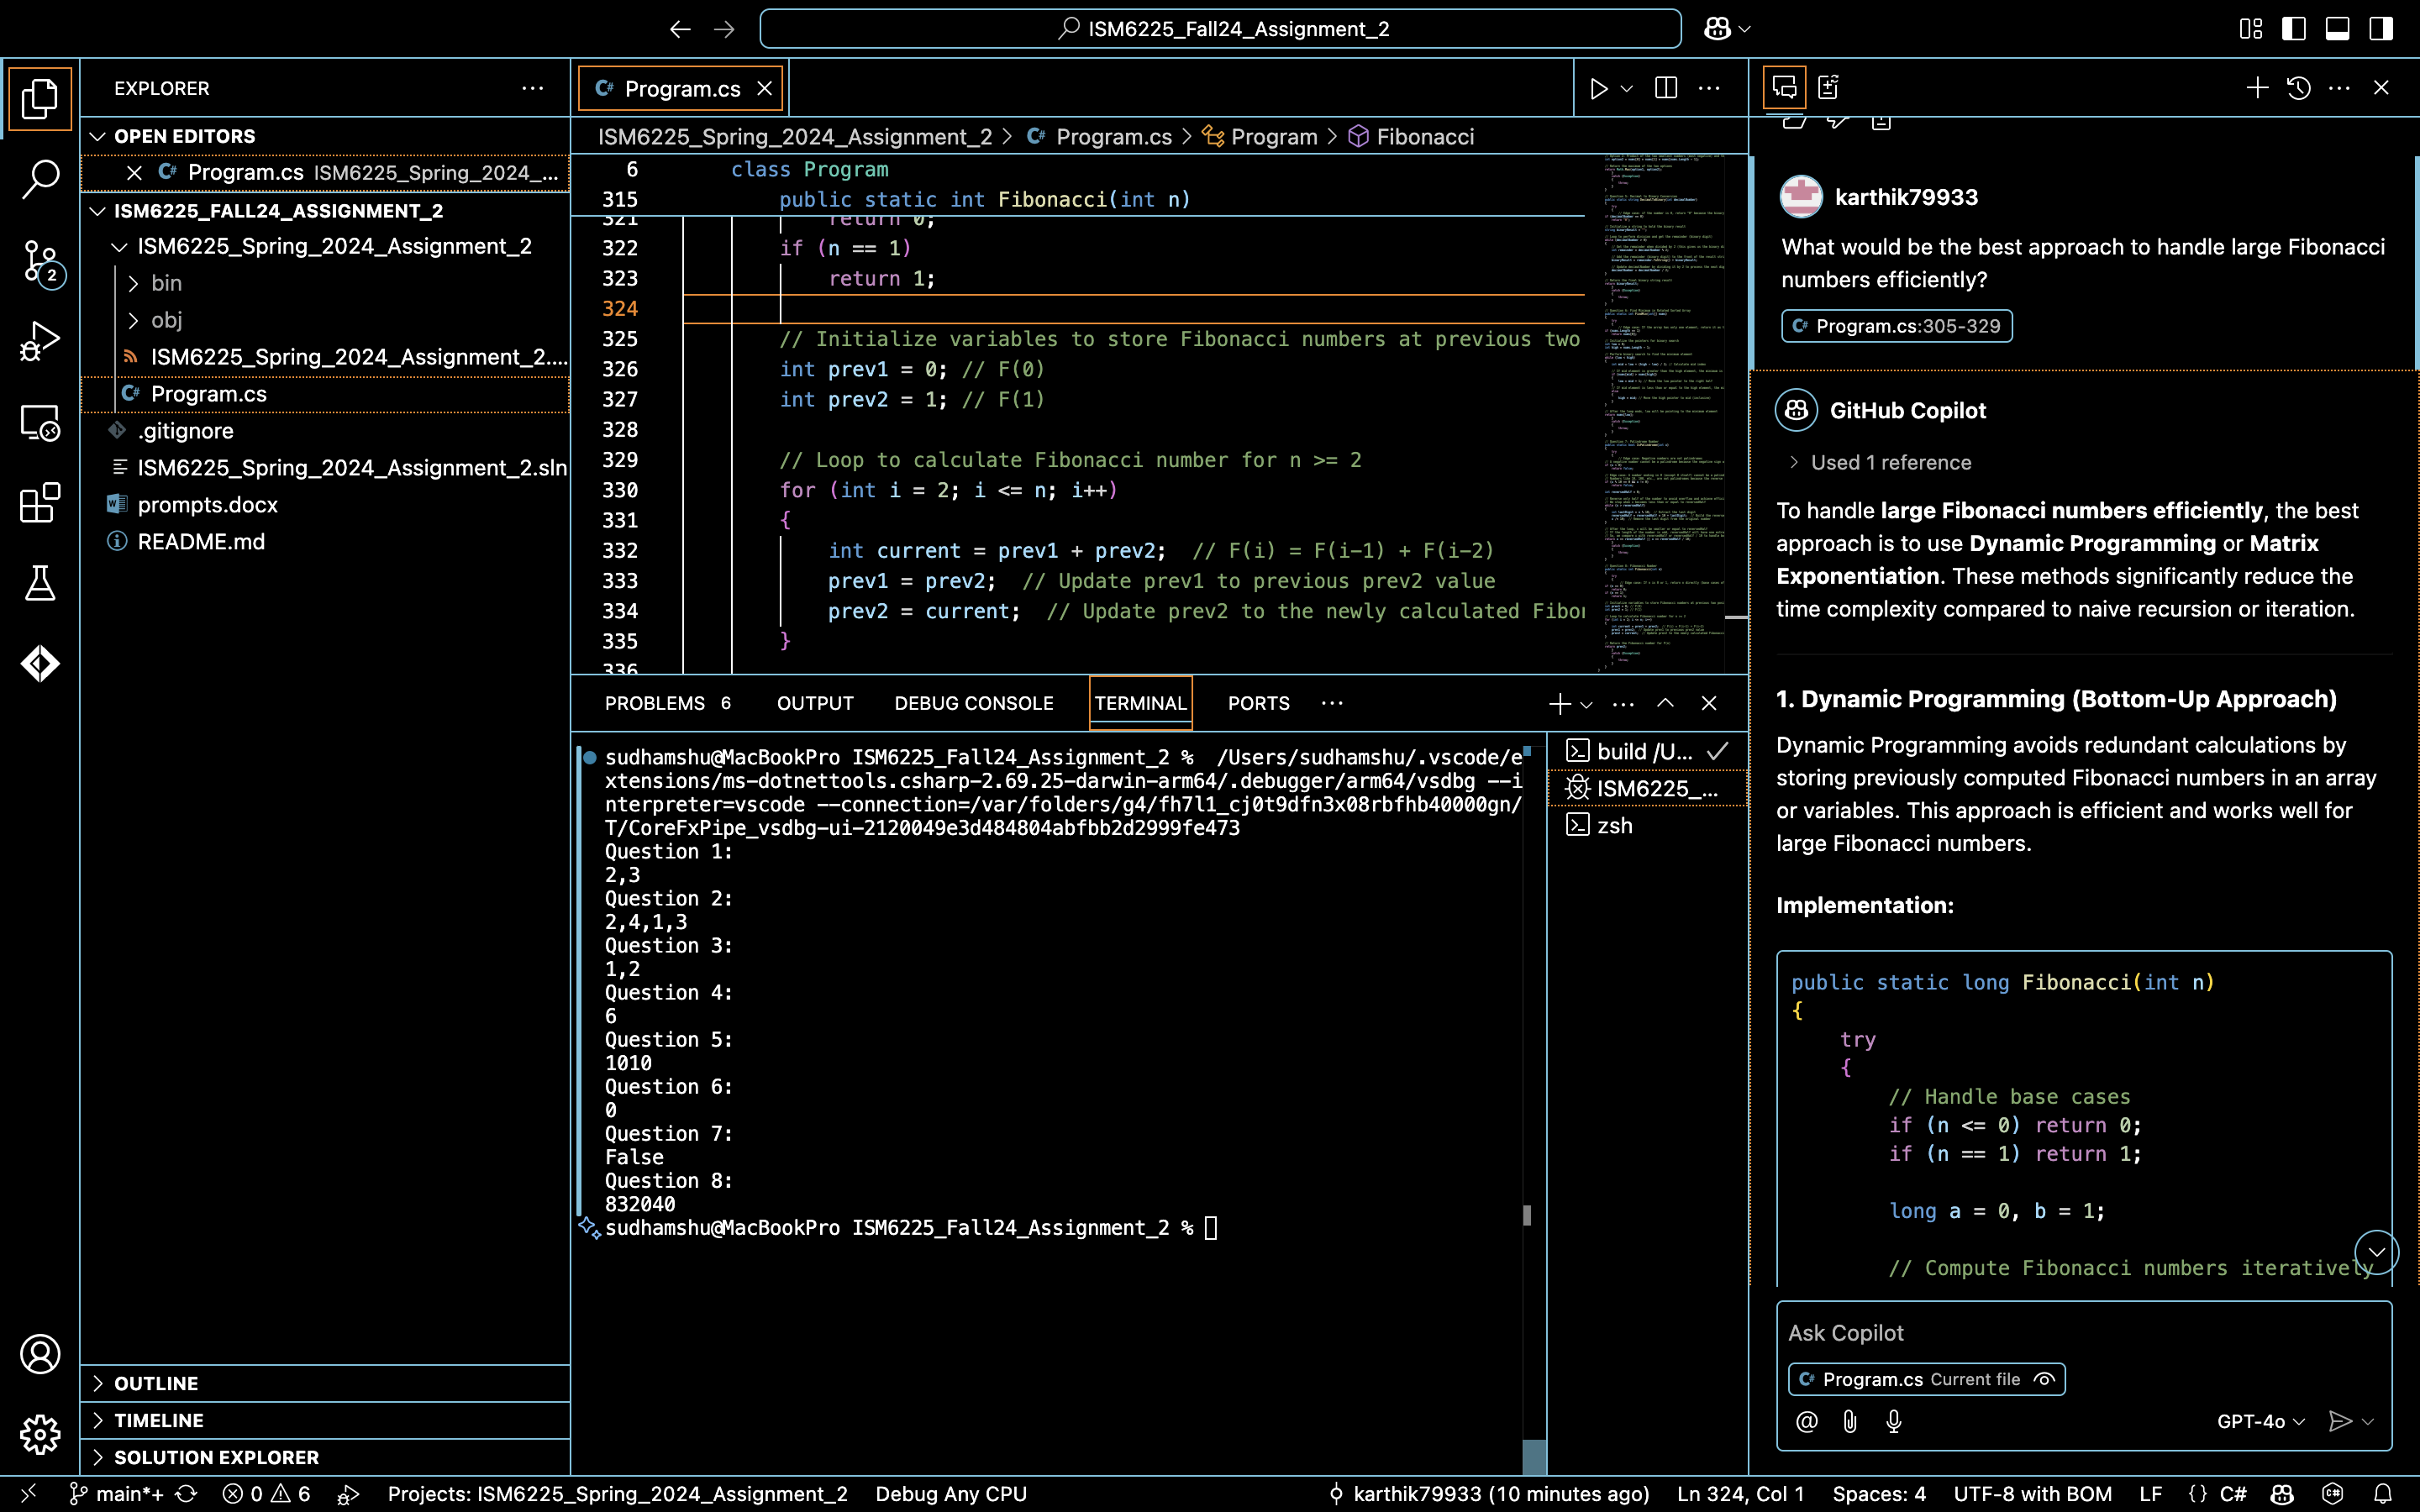 ISM6225_Fall24_Assignment_2
EXPLORER
OPEN EDITORS
Program.cs ISM6225_Spring_2024_...
ISM6225_FALL24_ASSIGNMENT_2
ISM6225_Spring_2024_Assignment_2
bin
obj
ISM6225_Spring_2024_Assignment_2....
Program.cs
.gitignore
ISM6225_Spring_2024_Assignment_2.sln
prompts.docx
README.md
2
OUTLINE
TIMELINE
SOLUTION EXPLORER
Program.cs
ISM6225_Spring_2024_Assignment_2 > Program.cs > Program > Fibonacci
6 class Program
315 public static int Fibonacci(int n)
321 return 0;
322 if (n == 1)
323 return 1;
324
325 // Initialize variables to store Fibonacci numbers at previous two
326 int prev1 = 0; // F(0)
327 int prev2 = 1; // F(1)
328
329 // Loop to calculate Fibonacci number for n >= 2
330 for (int i = 2; i <= n; i++)
331 {
332 int current = prev1 + prev2; // F(i) = F(i-1) + F(i-2)
333 prev1 = prev2; // Update prev1 to previous prev2 value
334 prev2 = current; // Update prev2 to the newly calculated Fibo
335 }
336
PROBLEMS 6 OUTPUT DEBUG CONSOLE TERMINAL PORTS
sudhamshu@MacBookPro ISM6225_Fall24_Assignment_2 % /Users/sudhamshu/.vscode/e
xtensions/ms-dotnettools.csharp-2.69.25-darwin-arm64/.debugger/arm64/vsdbg --i
nterpreter=vscode --connection=/var/folders/g4/fh7l1_cj0t9dfn3x08rbfhb40000gn/
T/CoreFxPipe_vsdbg-ui-2120049e3d484804abfbb2d2999fe473
Question 1:
2,3
Question 2:
2,4,1,3
Question 3:
1,2
Question 4:
6
Question 5:
1010
Question 6:
0
Question 7:
False
Question 8:
832040
sudhamshu@MacBookPro ISM6225_Fall24_Assignment_2 %
build /U...
ISM6225_...
zsh
karthik79933
What would be the best approach to handle large Fibonacci
numbers efficiently?
Program.cs:305-329
GitHub Copilot
Used 1 reference
To handle large Fibonacci numbers efficiently, the best
approach is to use Dynamic Programming or Matrix
Exponentiation. These methods significantly reduce the
time complexity compared to naive recursion or iteration.
1. Dynamic Programming (Bottom-Up Approach)
Dynamic Programming avoids redundant calculations by
storing previously computed Fibonacci numbers in an array
or variables. This approach is efficient and works well for
large Fibonacci numbers.
Implementation:
public static long Fibonacci(int n)
{
try
{
// Handle base cases
if (n <= 0) return 0;
if (n == 1) return 1;
long a = 0, b = 1;
// Compute Fibonacci numbers iteratively
Ask Copilot
Program.cs Current file
GPT-4o
main*+ 0 6 Projects: ISM6225_Spring_2024_Assignment_2 Debug Any CPU karthik79933 (10 minutes ago) Ln 324, Col 1 Spaces: 4 UTF-8 with BOM LF {} C#